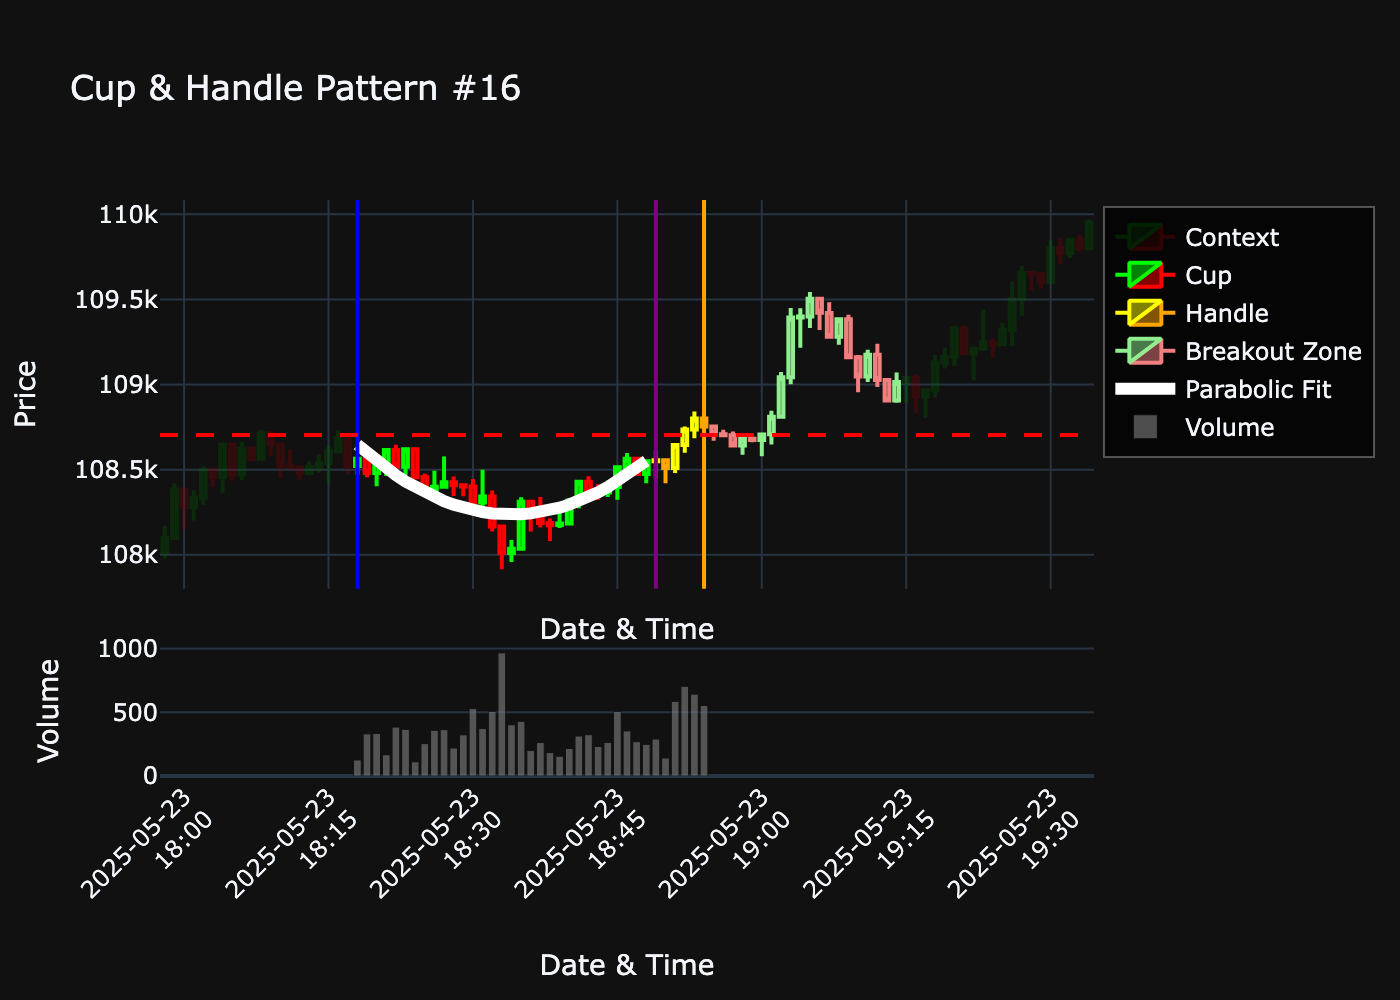 Cup & Handle Pattern #16
110k
109.5k
109k
108.5k
108k
Price
Context
Cup
Handle
Breakout Zone
Parabolic Fit
Volume
Date & Time
1000
500
0
Volume
2025-05-23
18:00
2025-05-23
18:15
2025-05-23
18:30
2025-05-23
18:45
2025-05-23
19:00
2025-05-23
19:15
2025-05-23
19:30
Date & Time